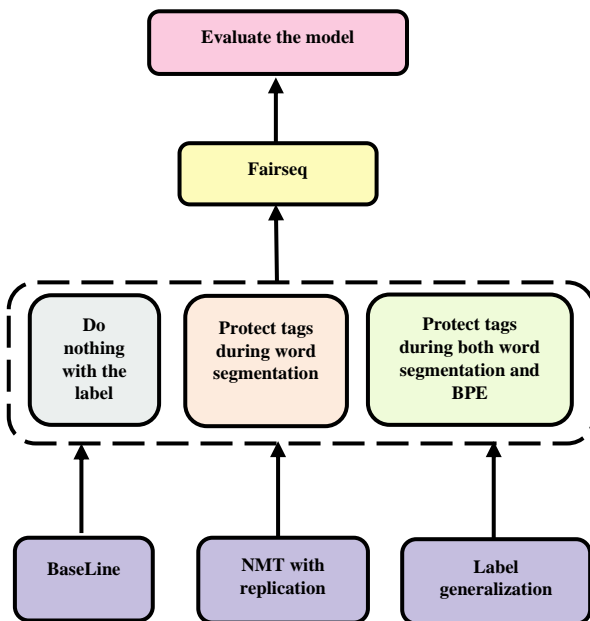 Evaluate the model
Fairseq
Do
nothing
with the
label
Protect tags
during word
segmentation
Protect tags
during both word
segmentation and
BPE
BaseLine
NMT with
replication
Label
generalization